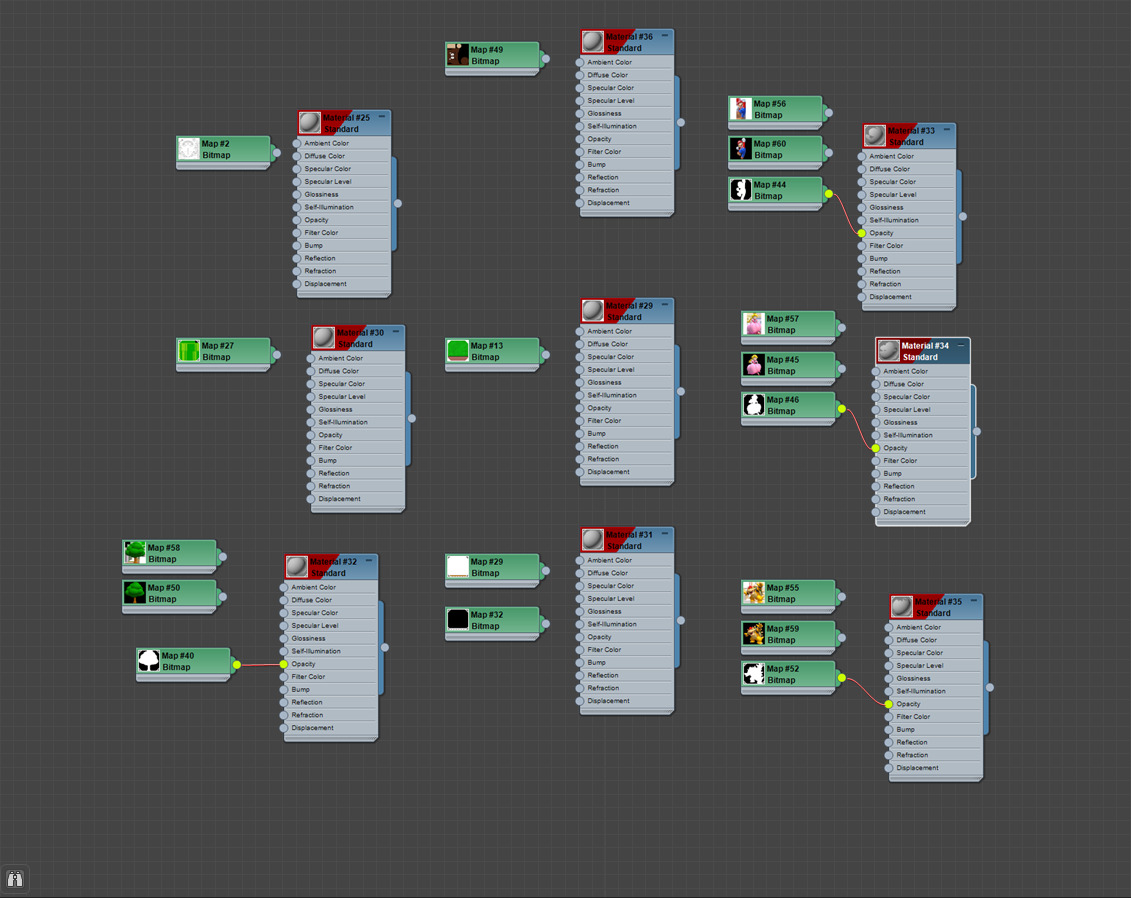 Map #49
Bitmap
Material #36
Standard
Ambient Color
Diffuse Color
Specular Color
Specular Level
Glossiness
Self-Illumination
Opacity
Filter Color
Bump
Reflection
Refraction
Displacement
Map #2
Bitmap
Material #25
Standard
Ambient Color
Diffuse Color
Specular Color
Specular Level
Glossiness
Self-Illumination
Opacity
Filter Color
Bump
Reflection
Refraction
Displacement
Map #56
Bitmap
Map #60
Bitmap
Map #44
Bitmap
Material #33
Standard
Ambient Color
Diffuse Color
Specular Color
Specular Level
Glossiness
Self-Illumination
Opacity
Filter Color
Bump
Reflection
Refraction
Displacement
Map #27
Bitmap
Material #30
Standard
Ambient Color
Diffuse Color
Specular Color
Specular Level
Glossiness
Self-Illumination
Opacity
Filter Color
Bump
Reflection
Refraction
Displacement
Map #13
Bitmap
Material #29
Standard
Ambient Color
Diffuse Color
Specular Color
Specular Level
Glossiness
Self-Illumination
Opacity
Filter Color
Bump
Reflection
Refraction
Displacement
Map #57
Bitmap
Map #45
Bitmap
Map #46
Bitmap
Material #34
Standard
Ambient Color
Diffuse Color
Specular Color
Specular Level
Glossiness
Self-Illumination
Opacity
Filter Color
Bump
Reflection
Refraction
Displacement
Map #58
Bitmap
Map #50
Bitmap
Map #40
Bitmap
Material #32
Standard
Ambient Color
Diffuse Color
Specular Color
Specular Level
Glossiness
Self-Illumination
Opacity
Filter Color
Bump
Reflection
Refraction
Displacement
Map #29
Bitmap
Map #32
Bitmap
Material #31
Standard
Ambient Color
Diffuse Color
Specular Color
Specular Level
Glossiness
Self-Illumination
Opacity
Filter Color
Bump
Reflection
Refraction
Displacement
Map #55
Bitmap
Map #59
Bitmap
Map #52
Bitmap
Material #35
Standard
Ambient Color
Diffuse Color
Specular Color
Specular Level
Glossiness
Self-Illumination
Opacity
Filter Color
Bump
Reflection
Refraction
Displacement